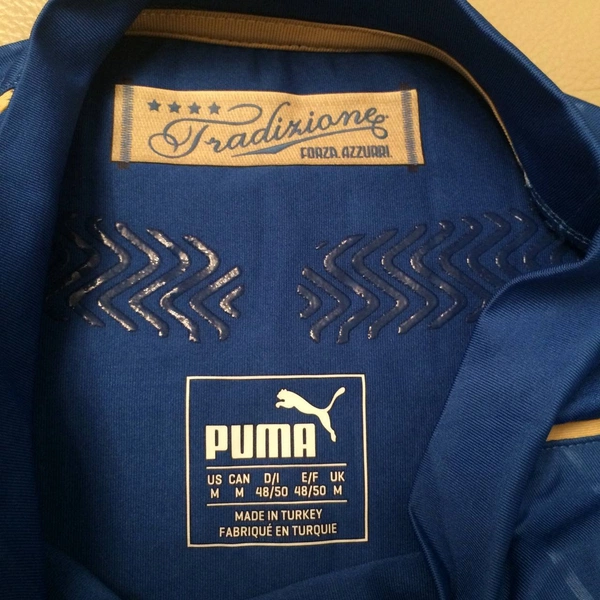 Tradizione
FORZA AZZURRI.
PUMA
US CAN D/I E/F UK
M M 48/50 48/50 M
MADE IN TURKEY
FABRIQUÉ EN TURQUIE